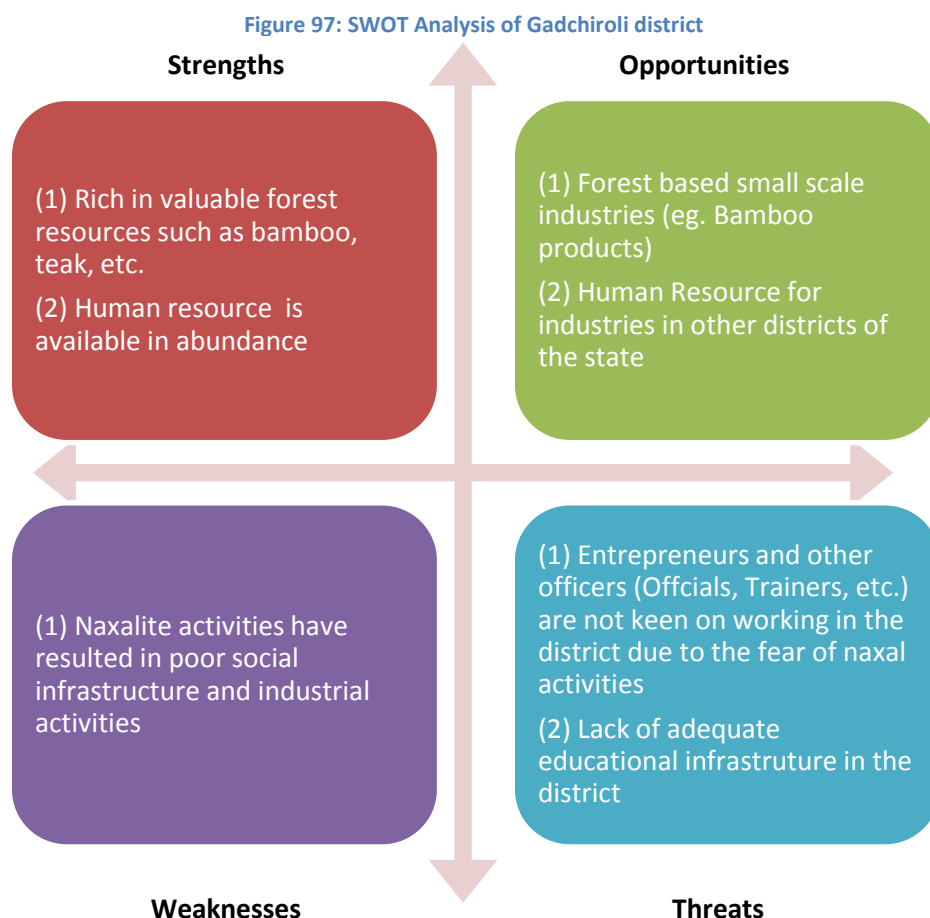 Figure 97: SWOT Analysis of Gadchiroli district
Strengths
Opportunities
(1) Rich in valuable forest
resources such as bamboo,
teak, etc.
(2) Human resource is
available in abundance
(1) Forest based small scale
industries (eg. Bamboo
products)
(2) Human Resource for
industries in other districts of
the state
(1) Naxalite activities have
resulted in poor social
infrastructure and industrial
activities
(1) Entrepreneurs and other
officers (Offcials, Trainers, etc.)
are not keen on working in the
district due to the fear of naxal
activities
(2) Lack of adequate
educational infrastruture in the
district
Weaknesses
Threats